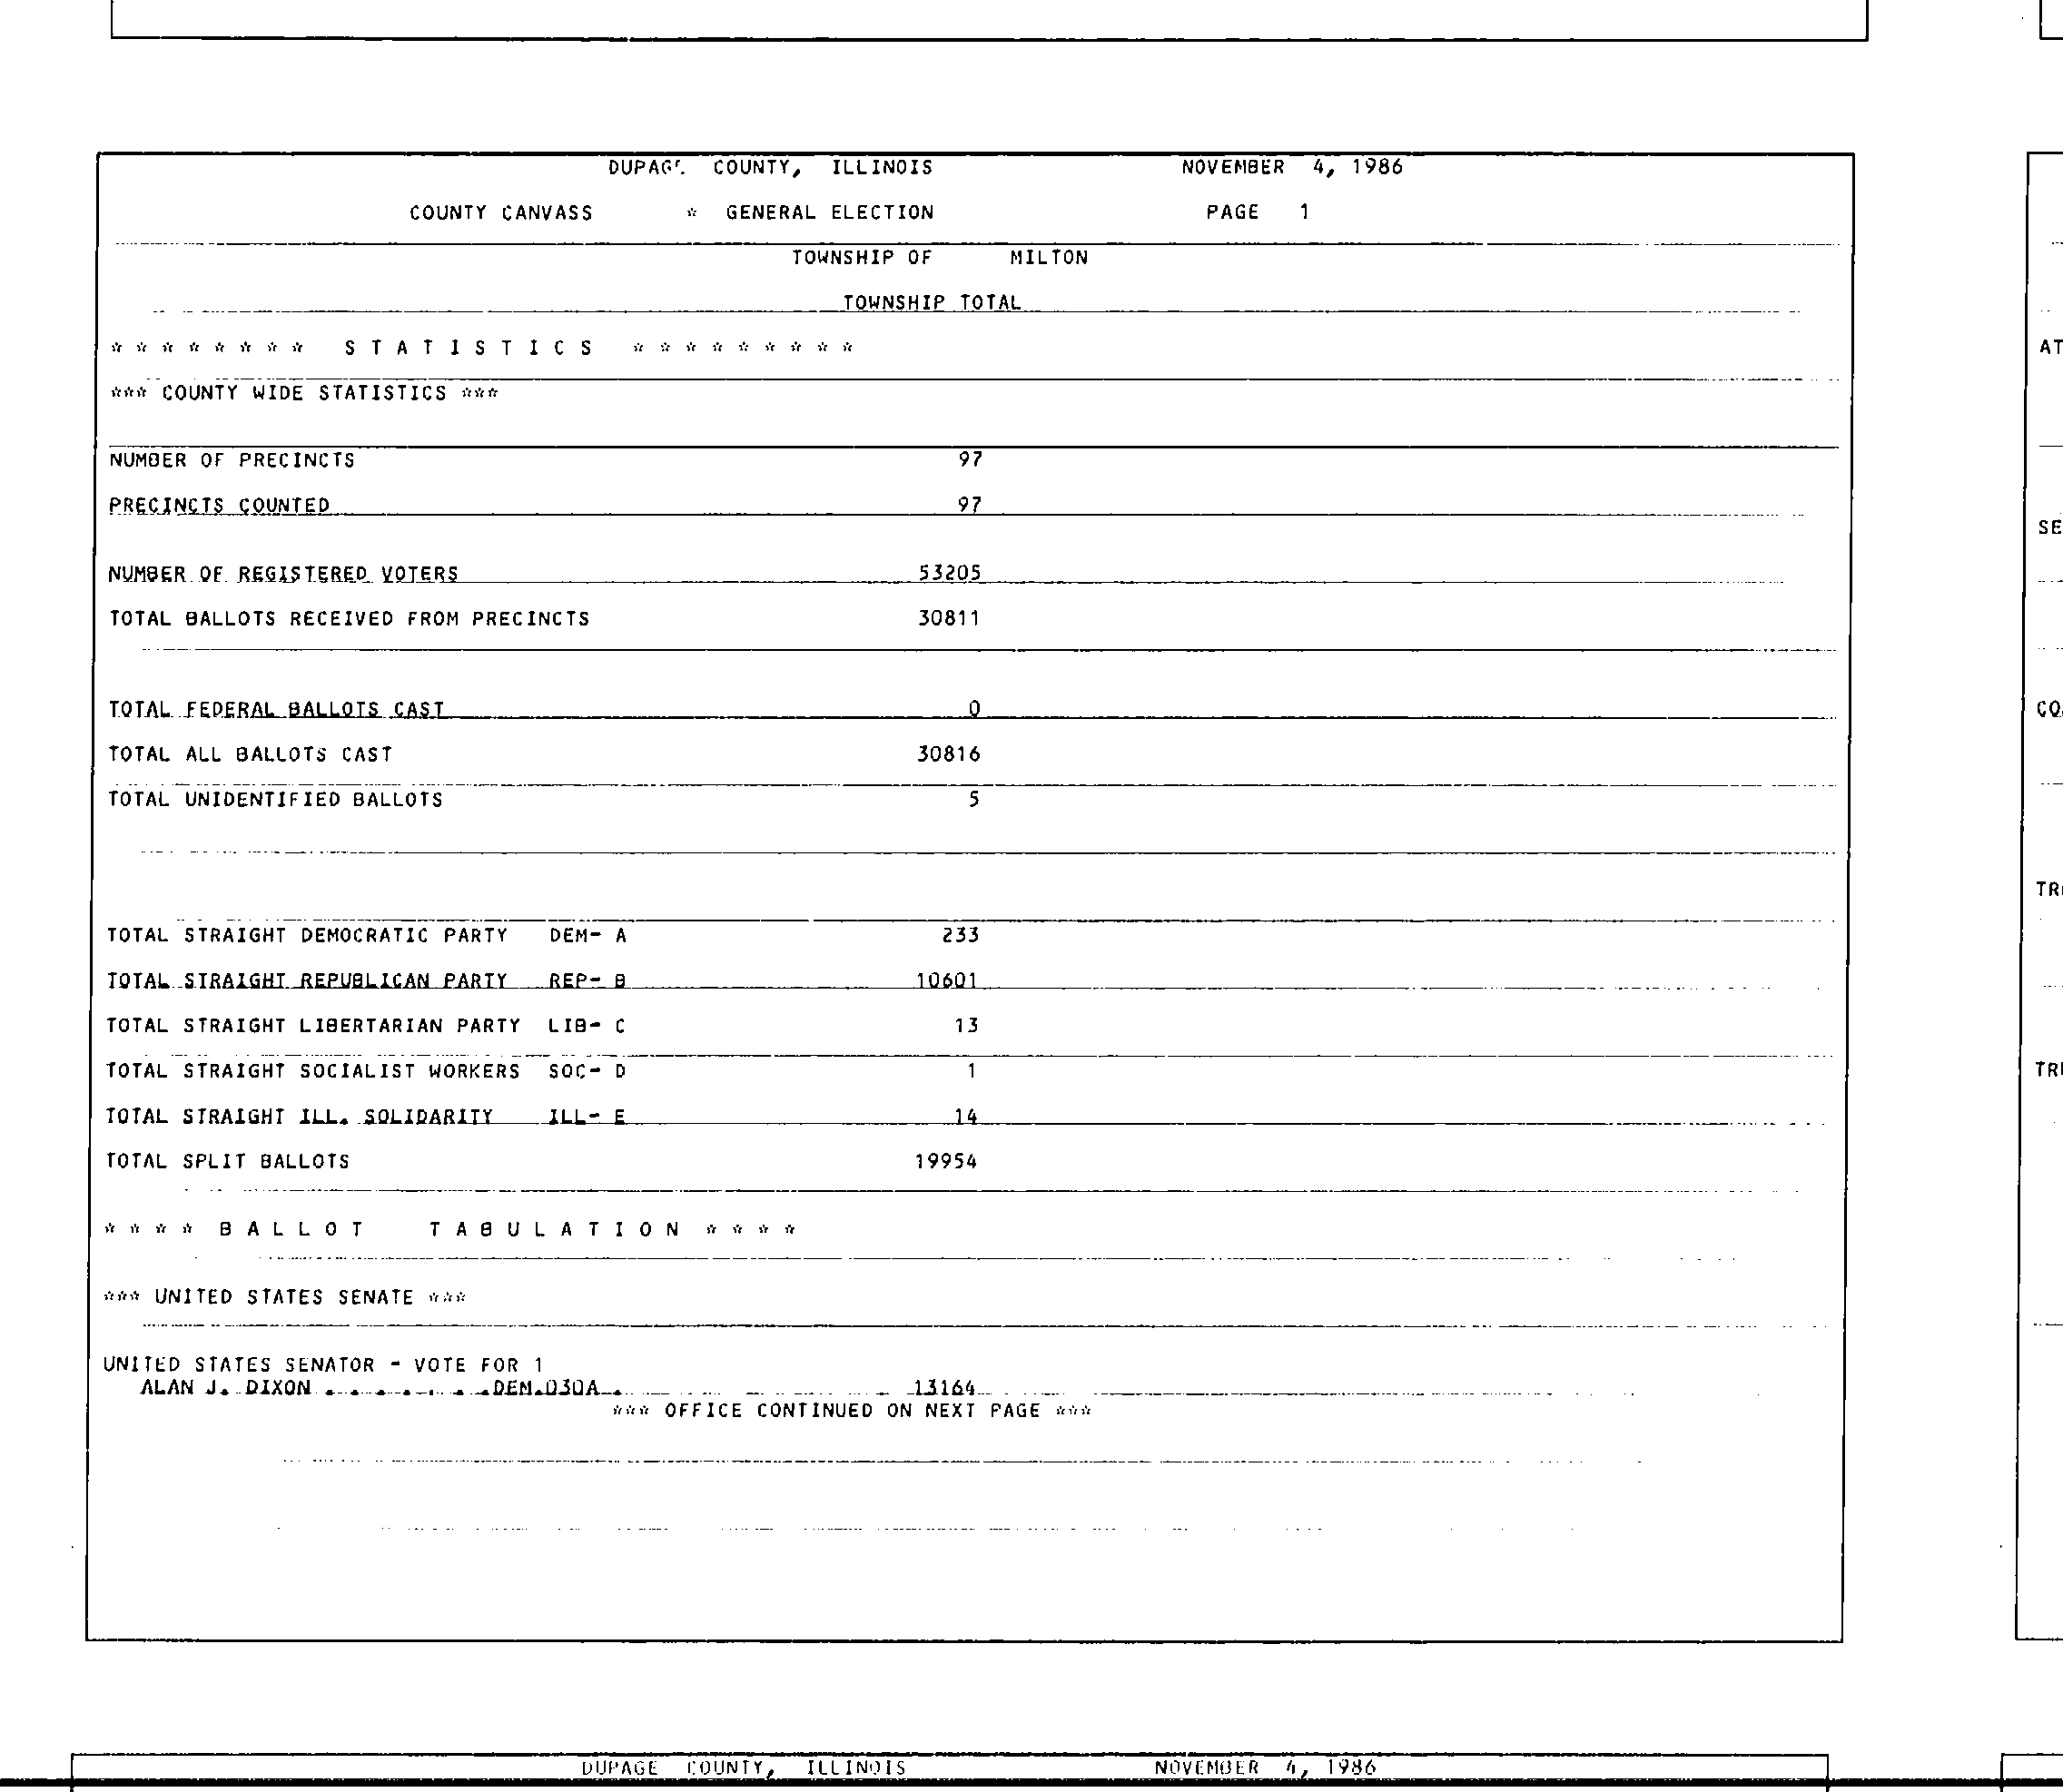 DUPAGE COUNTY, ILLINOIS NOVEMBER 4, 1986
COUNTY CANVASS * GENERAL ELECTION PAGE 1
TOWNSHIP OF MILTON
TOWNSHIP TOTAL
* * * * * * * * S T A T I S T I C S * * * * * * * * *
*** COUNTY WIDE STATISTICS ***
NUMBER OF PRECINCTS 97
PRECINCTS COUNTED 97
NUMBER OF REGISTERED VOTERS 53205
TOTAL BALLOTS RECEIVED FROM PRECINCTS 30811
TOTAL FEDERAL BALLOTS CAST 0
TOTAL ALL BALLOTS CAST 30816
TOTAL UNIDENTIFIED BALLOTS 5
TOTAL STRAIGHT DEMOCRATIC PARTY DEM- A 233
TOTAL STRAIGHT REPUBLICAN PARTY REP- B 10601
TOTAL STRAIGHT LIBERTARIAN PARTY LIB- C 13
TOTAL STRAIGHT SOCIALIST WORKERS SOC- D 1
TOTAL STRAIGHT ILL. SOLIDARITY ILL- E 14
TOTAL SPLIT BALLOTS 19954
* * * * B A L L O T T A B U L A T I O N * * * *
*** UNITED STATES SENATE ***
UNITED STATES SENATOR - VOTE FOR 1
ALAN J. DIXON . . . . . . . .DEM.030A . 13164
*** OFFICE CONTINUED ON NEXT PAGE ***
DUPAGE COUNTY, ILLINOIS NOVEMBER 4, 1986
AT
SE
CO
TR
TR